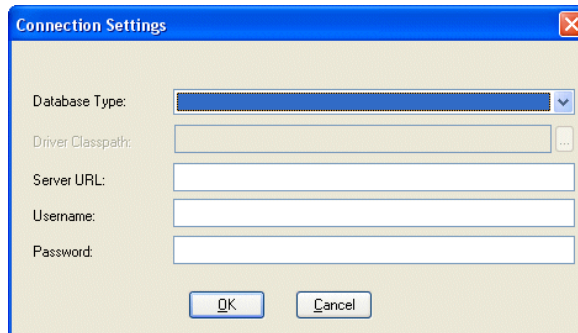 Connection Settings
Database Type:
Driver Classpath:
...
Server URL:
Username:
Password:
OK
Cancel